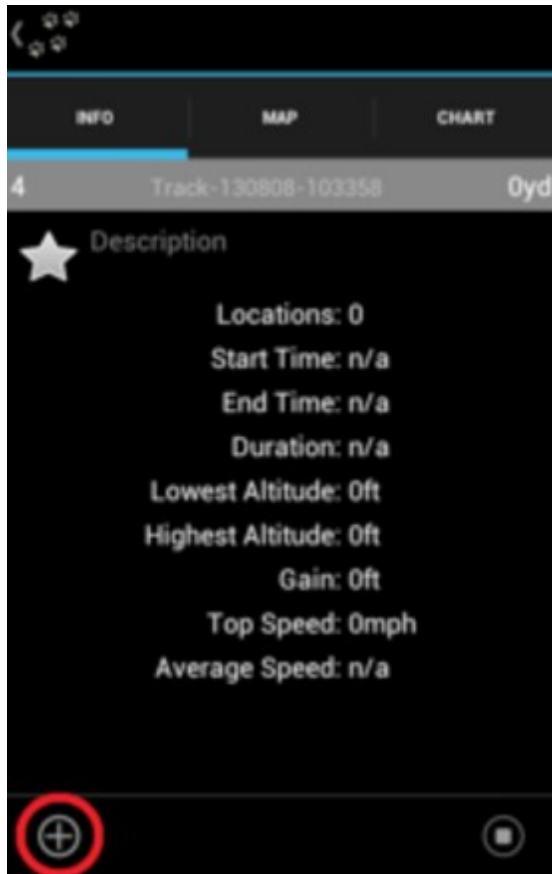 INFO MAP CHART
4 Track-130808-103358 0yd
Description
Locations: 0
Start Time: n/a
End Time: n/a
Duration: n/a
Lowest Altitude: 0ft
Highest Altitude: 0ft
Gain: 0ft
Top Speed: 0mph
Average Speed: n/a